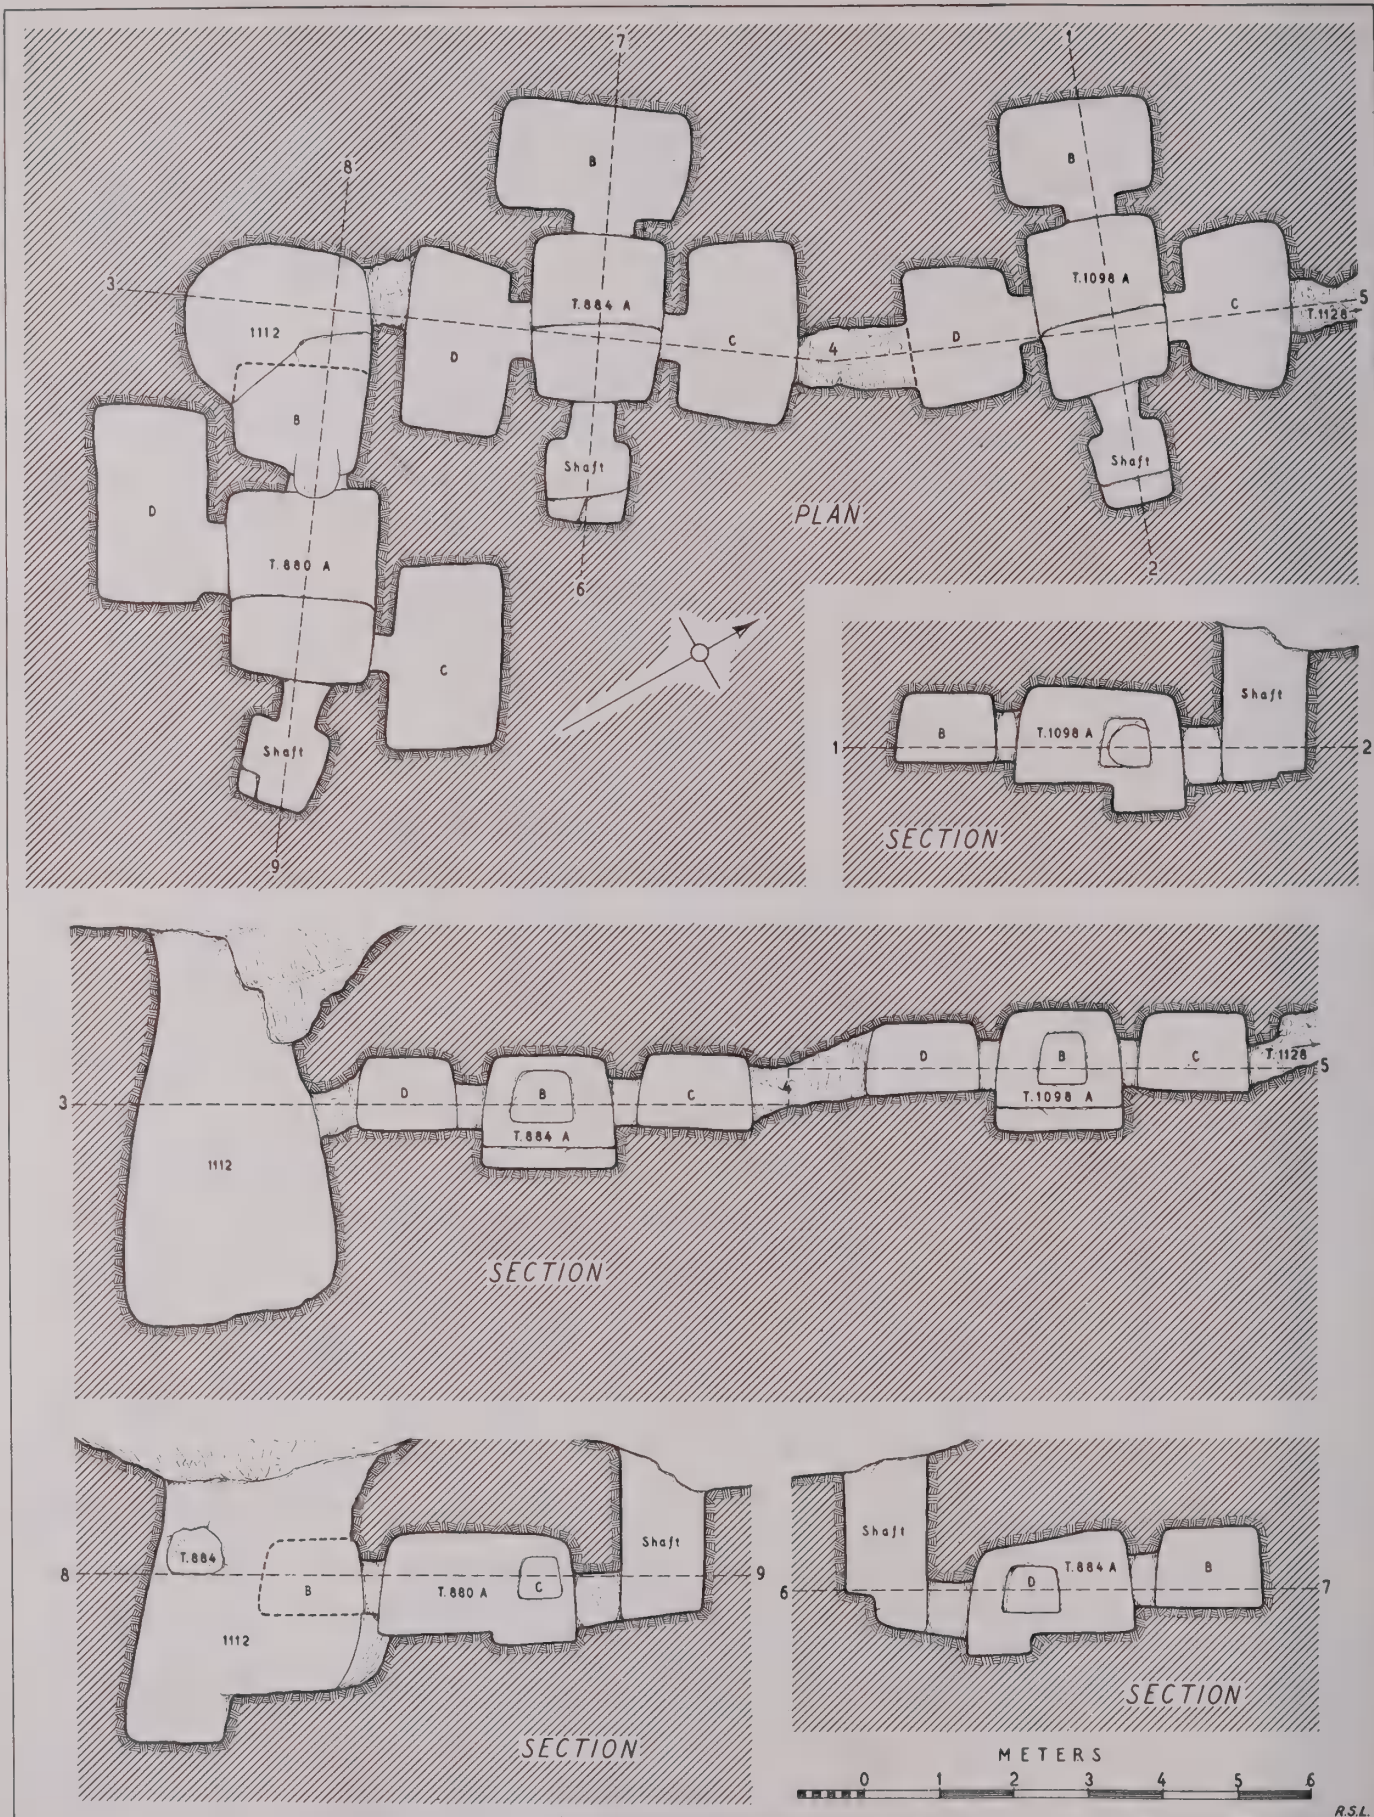 7
1
B
8
B
3
T.884 A
T.1098 A
C
5
T.1128
1112
D
C
4
D
B
Shaft
Shaft
D
PLAN
T.880 A
6
2
C
Shaft
Shaft
9
B
T.1098 A
1
2
SECTION
D
B
C
T.1128
3
D
B
C
4
5
T.884 A
T.1098 A
1112
SECTION
Shaft
Shaft
T.884
8
B
T.880 A
C
9
6
D
T.884 A
B
7
1112
SECTION
SECTION
METERS
0 1 2 3 4 5 6
R.S.L.